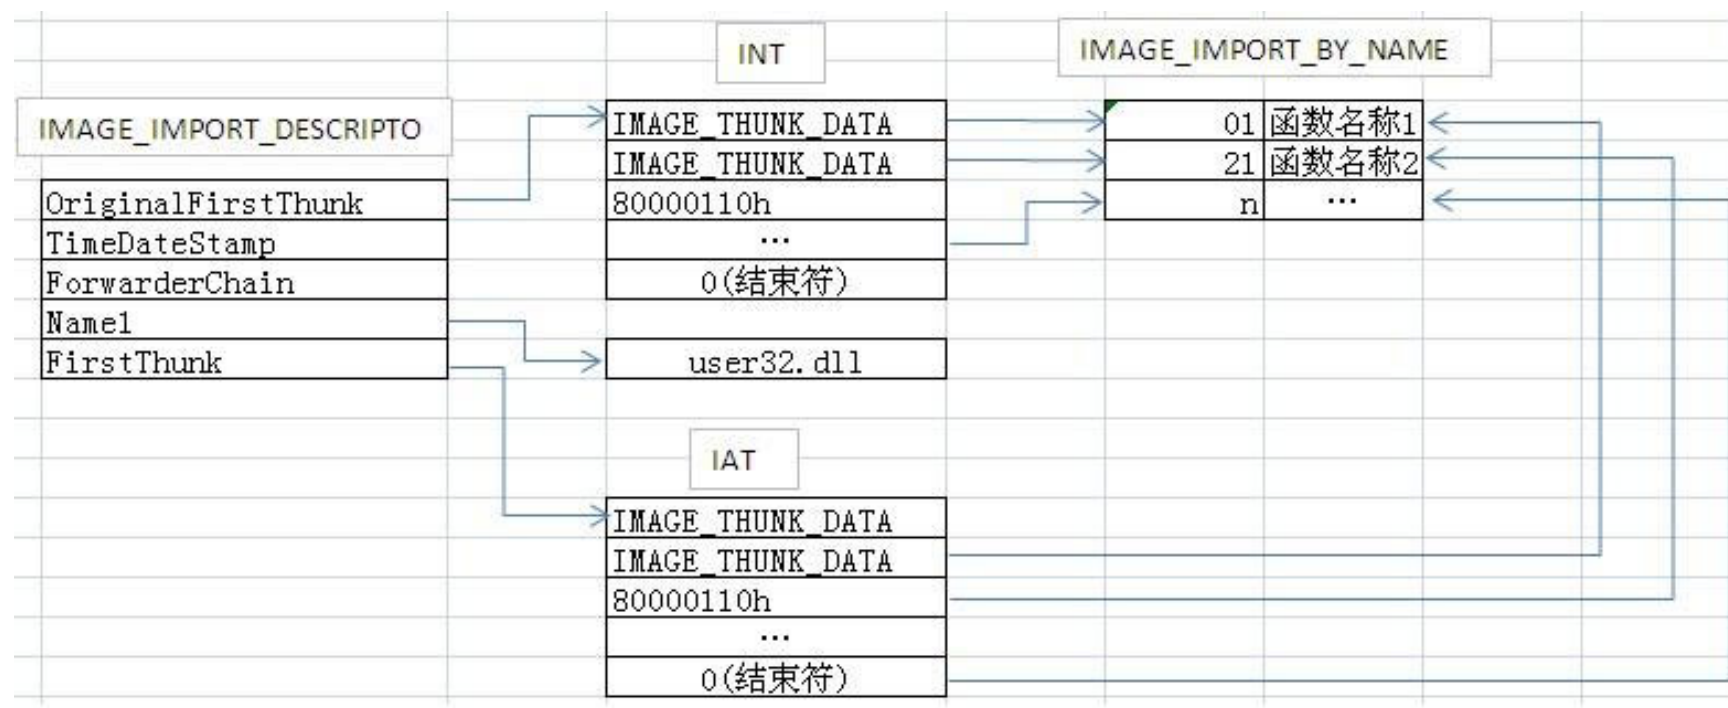 INT
IMAGE_IMPORT_BY_NAME
IMAGE_IMPORT_DESCRIPTO
IMAGE_THUNK_DATA
01 函数名称1
IMAGE_THUNK_DATA
21 函数名称2
OriginalFirstThunk
80000110h
n …
TimeDateStamp
…
ForwarderChain
0(结束符)
Name1
FirstThunk
user32.dll
IAT
IMAGE_THUNK_DATA
IMAGE_THUNK_DATA
80000110h
…
0(结束符)